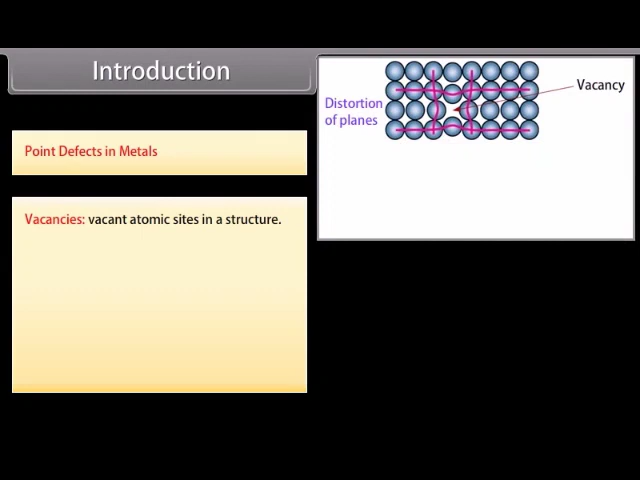 Introduction
Point Defects in Metals
Vacancies: vacant atomic sites in a structure.
Distortion
of planes
Vacancy